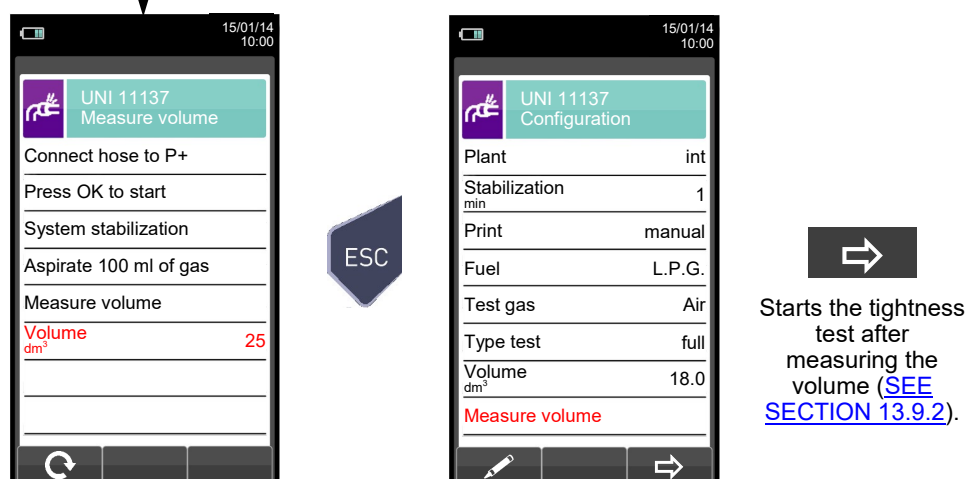 15/01/14
10:00
UNI 11137
Measure volume
Connect hose to P+
Press OK to start
System stabilization
Aspirate 100 ml of gas
Measure volume
Volume 25
dm³
ESC
15/01/14
10:00
UNI 11137
Configuration
Plant int
Stabilization 1
min
Print manual
Fuel L.P.G.
Test gas Air
Type test full
Volume 18.0
dm³
Measure volume
Starts the tightness
test after
measuring the
volume (SEE
SECTION 13.9.2).